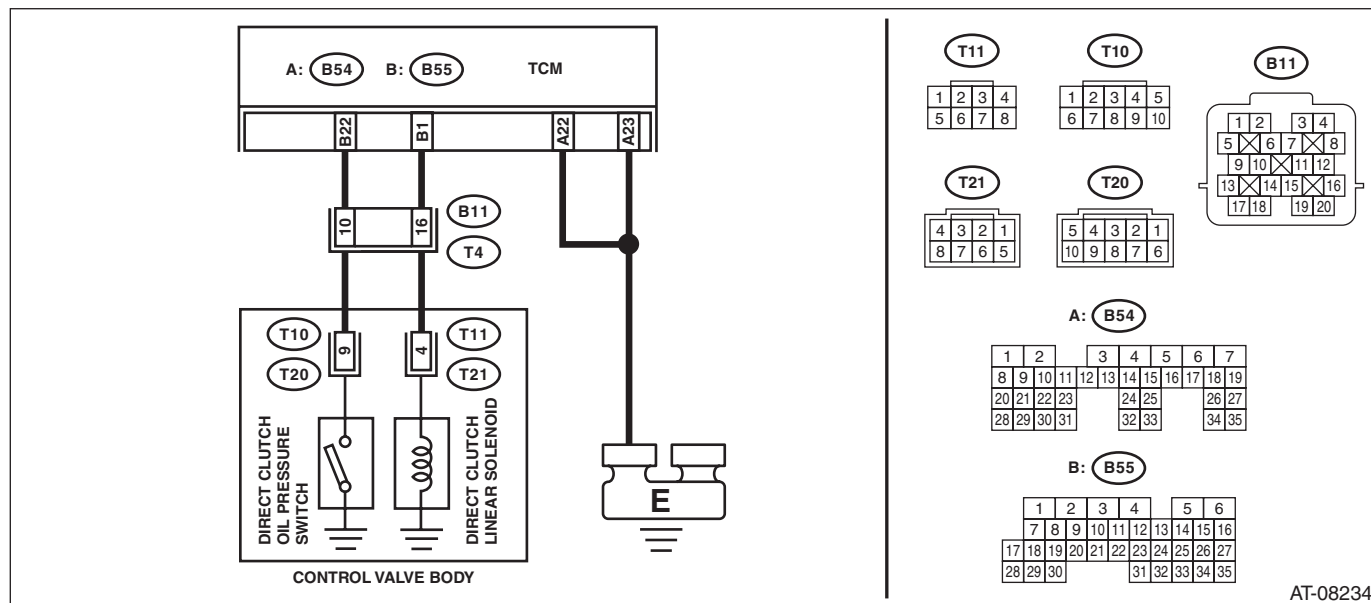 A: B54 B: B55 TCM
B22 B1 A22 A23
10 16
B11
T4
T10
T20
9
4
T11
T21
DIRECT CLUTCH
OIL PRESSURE
SWITCH
DIRECT CLUTCH
LINEAR SOLENOID
E
CONTROL VALVE BODY
T11
1 2 3 4
5 6 7 8
T10
1 2 3 4 5
6 7 8 9 10
B11
1 2 3 4
5 6 7 8
9 10 11 12
13 14 15 16
17 18 19 20
T21
4 3 2 1
8 7 6 5
T20
5 4 3 2 1
10 9 8 7 6
A: B54
1 2 3 4 5 6 7
8 9 10 11 12 13 14 15 16 17 18 19
20 21 22 23 24 25 26 27
28 29 30 31 32 33 34 35
B: B55
1 2 3 4 5 6
7 8 9 10 11 12 13 14 15 16
17 18 19 20 21 22 23 24 25 26 27
28 29 30 31 32 33 34 35
AT-08234